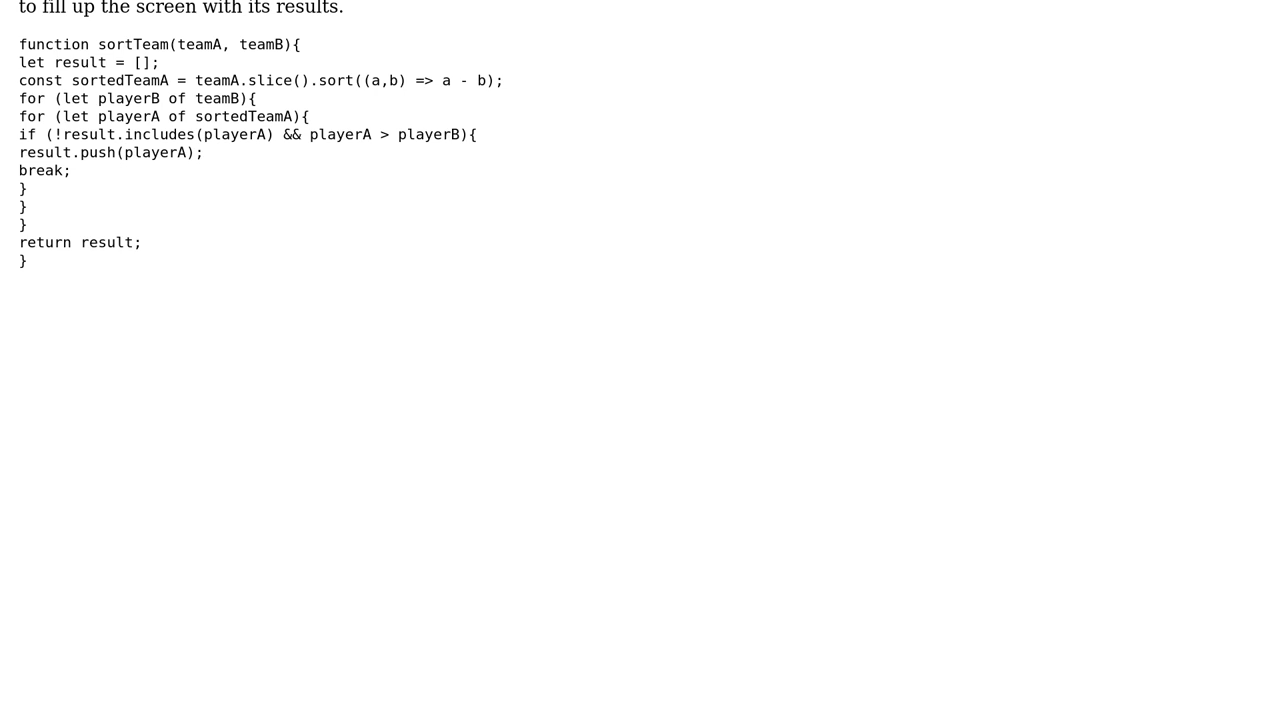 to fill up the screen with its results.
function sortTeam(teamA, teamB){
let result = [];
const sortedTeamA = teamA.slice().sort((a,b) => a - b);
for (let playerB of teamB){
for (let playerA of sortedTeamA){
if (!result.includes(playerA) && playerA > playerB){
result.push(playerA);
break;
}
}
}
return result;
}